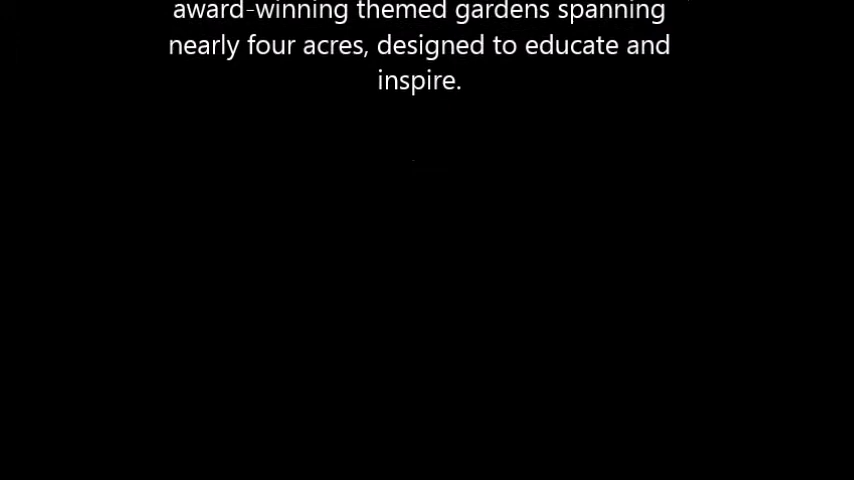 award-winning themed gardens spanning
nearly four acres, designed to educate and
inspire.